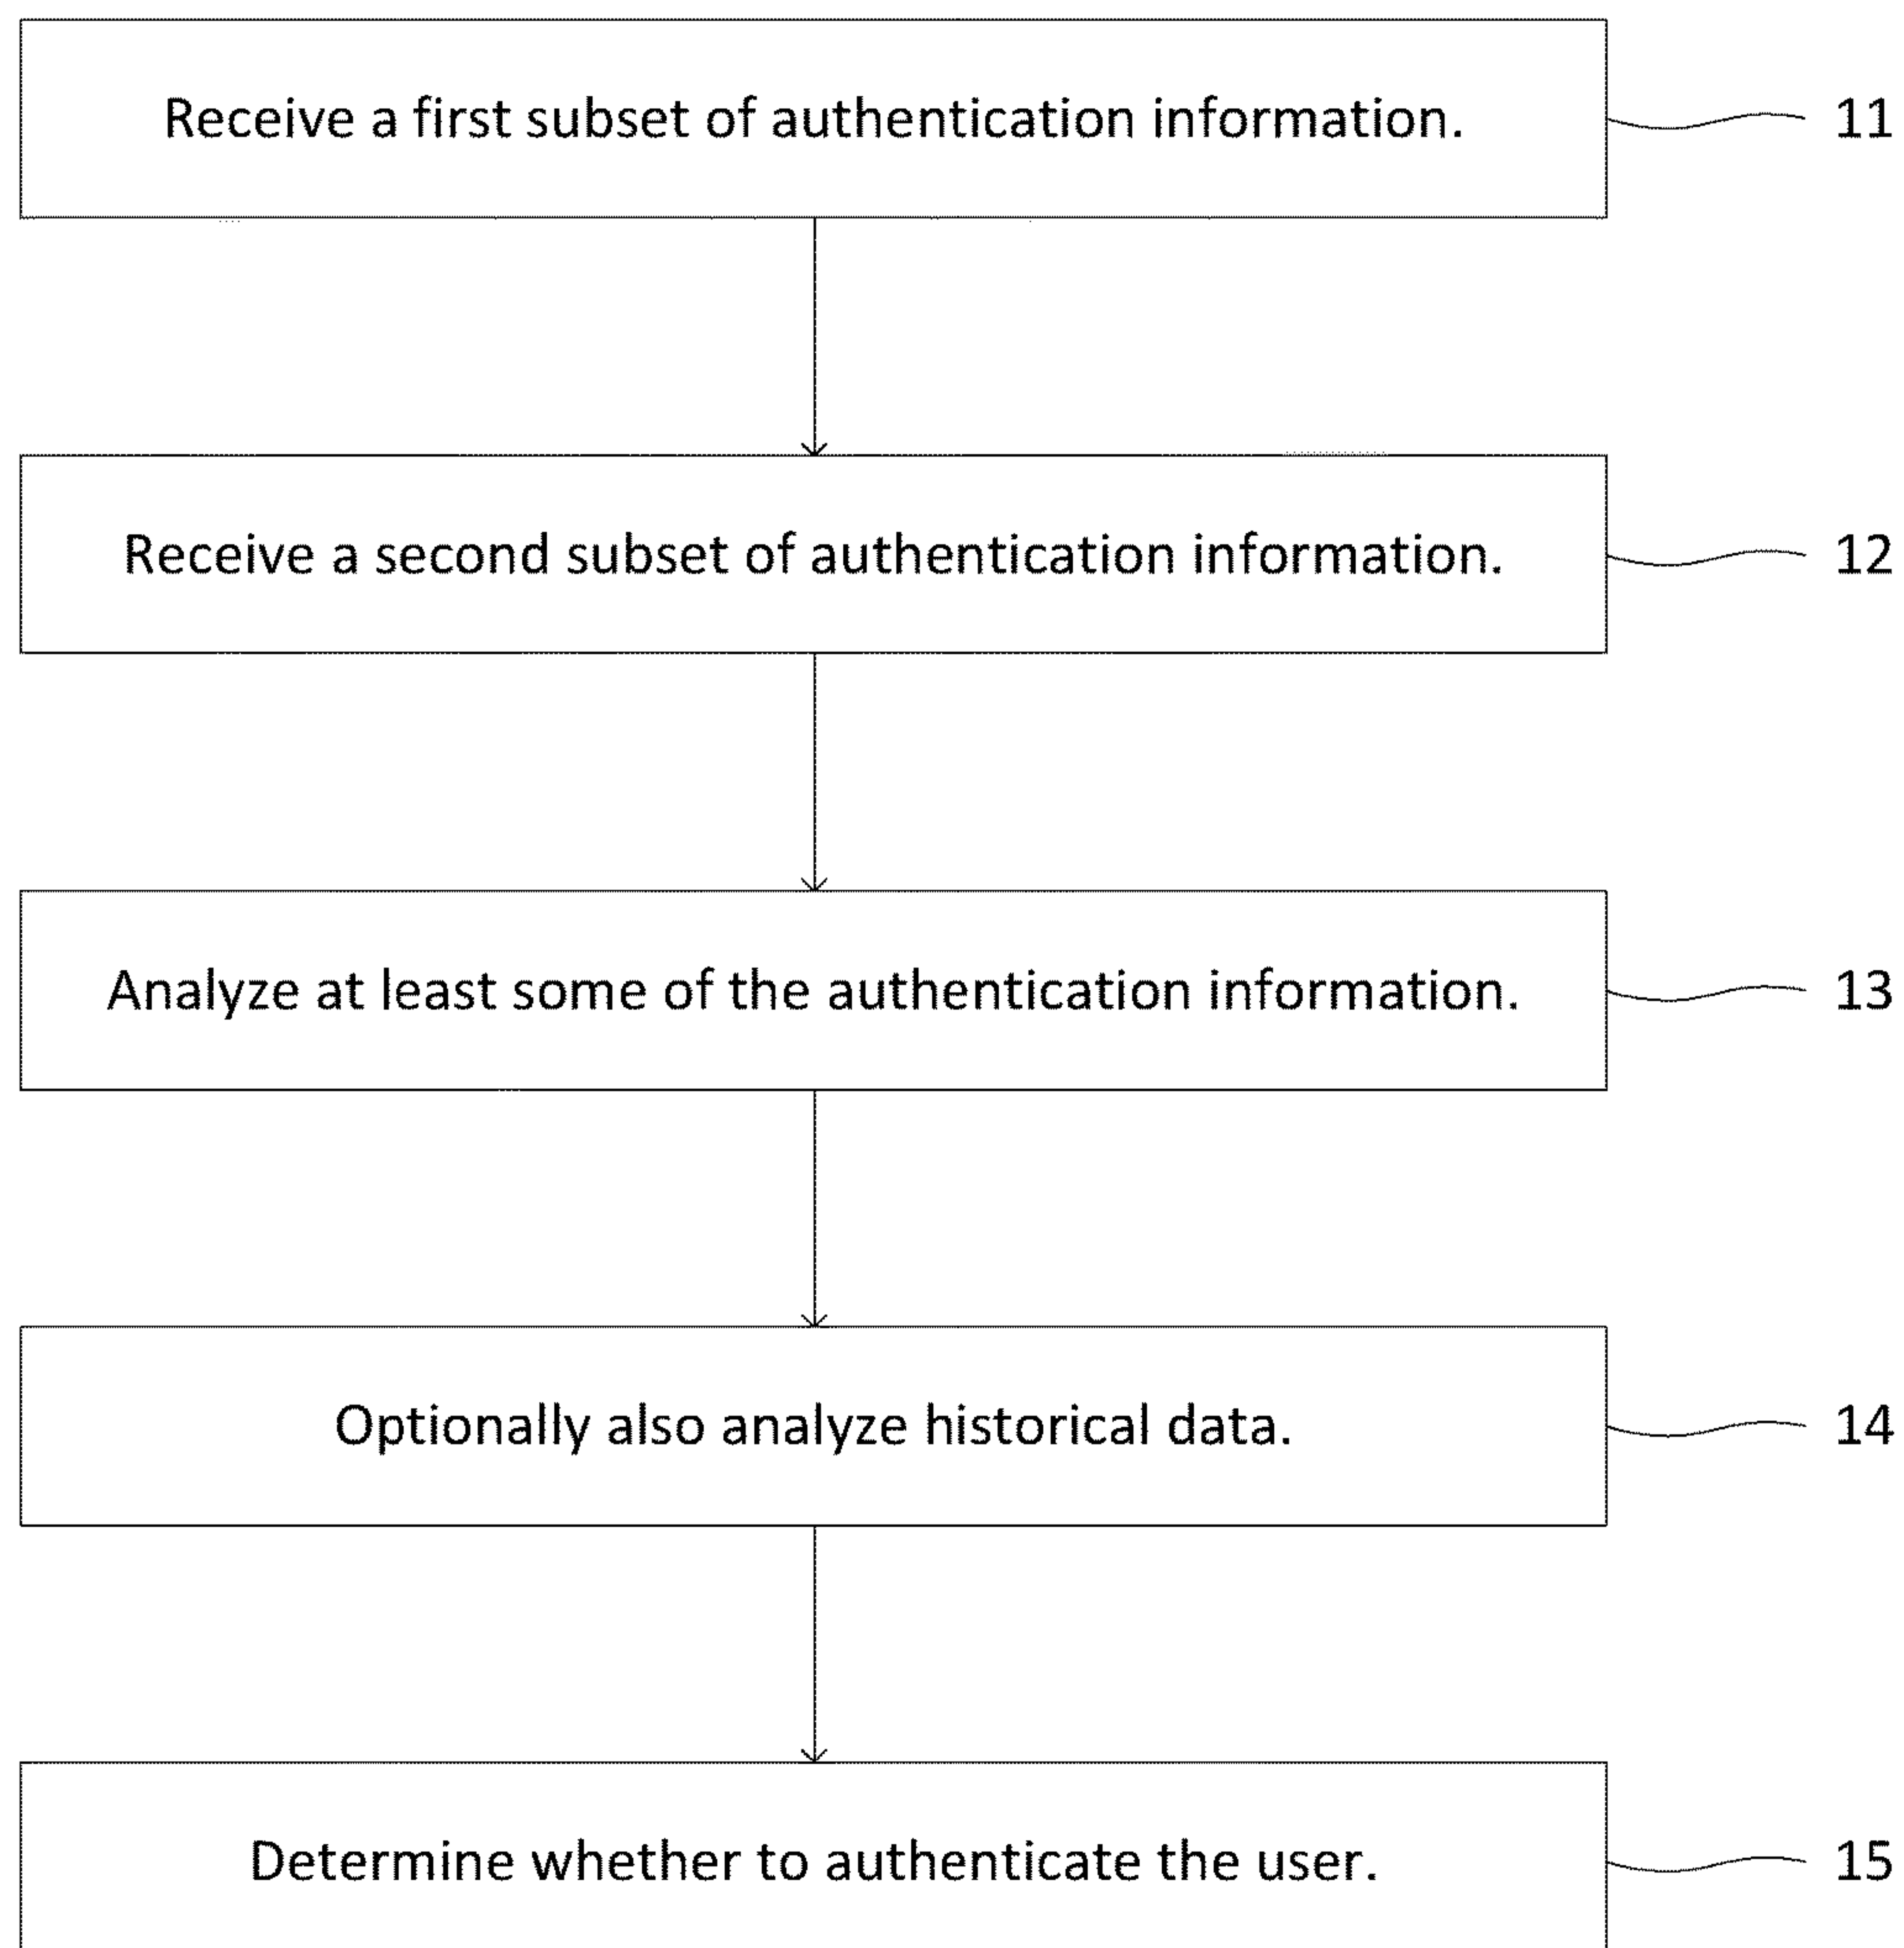 Receive a first subset of authentication information.
11
Receive a second subset of authentication information.
12
Analyze at least some of the authentication information.
13
Optionally also analyze historical data.
14
Determine whether to authenticate the user.
15